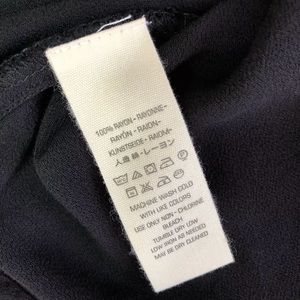 100% RAYON - RAYONNE-
RAYÓN - RAION-
KUNSTSEIDE - RAIOM-
人造絲 - レーヨン
MACHINE WASH COLD
WITH LIKE COLORS
USE ONLY NON - CHLORINE
BLEACH
TUMBLE DRY LOW
LOW IRON AS NEEDED
MAY BE DRY CLEANED